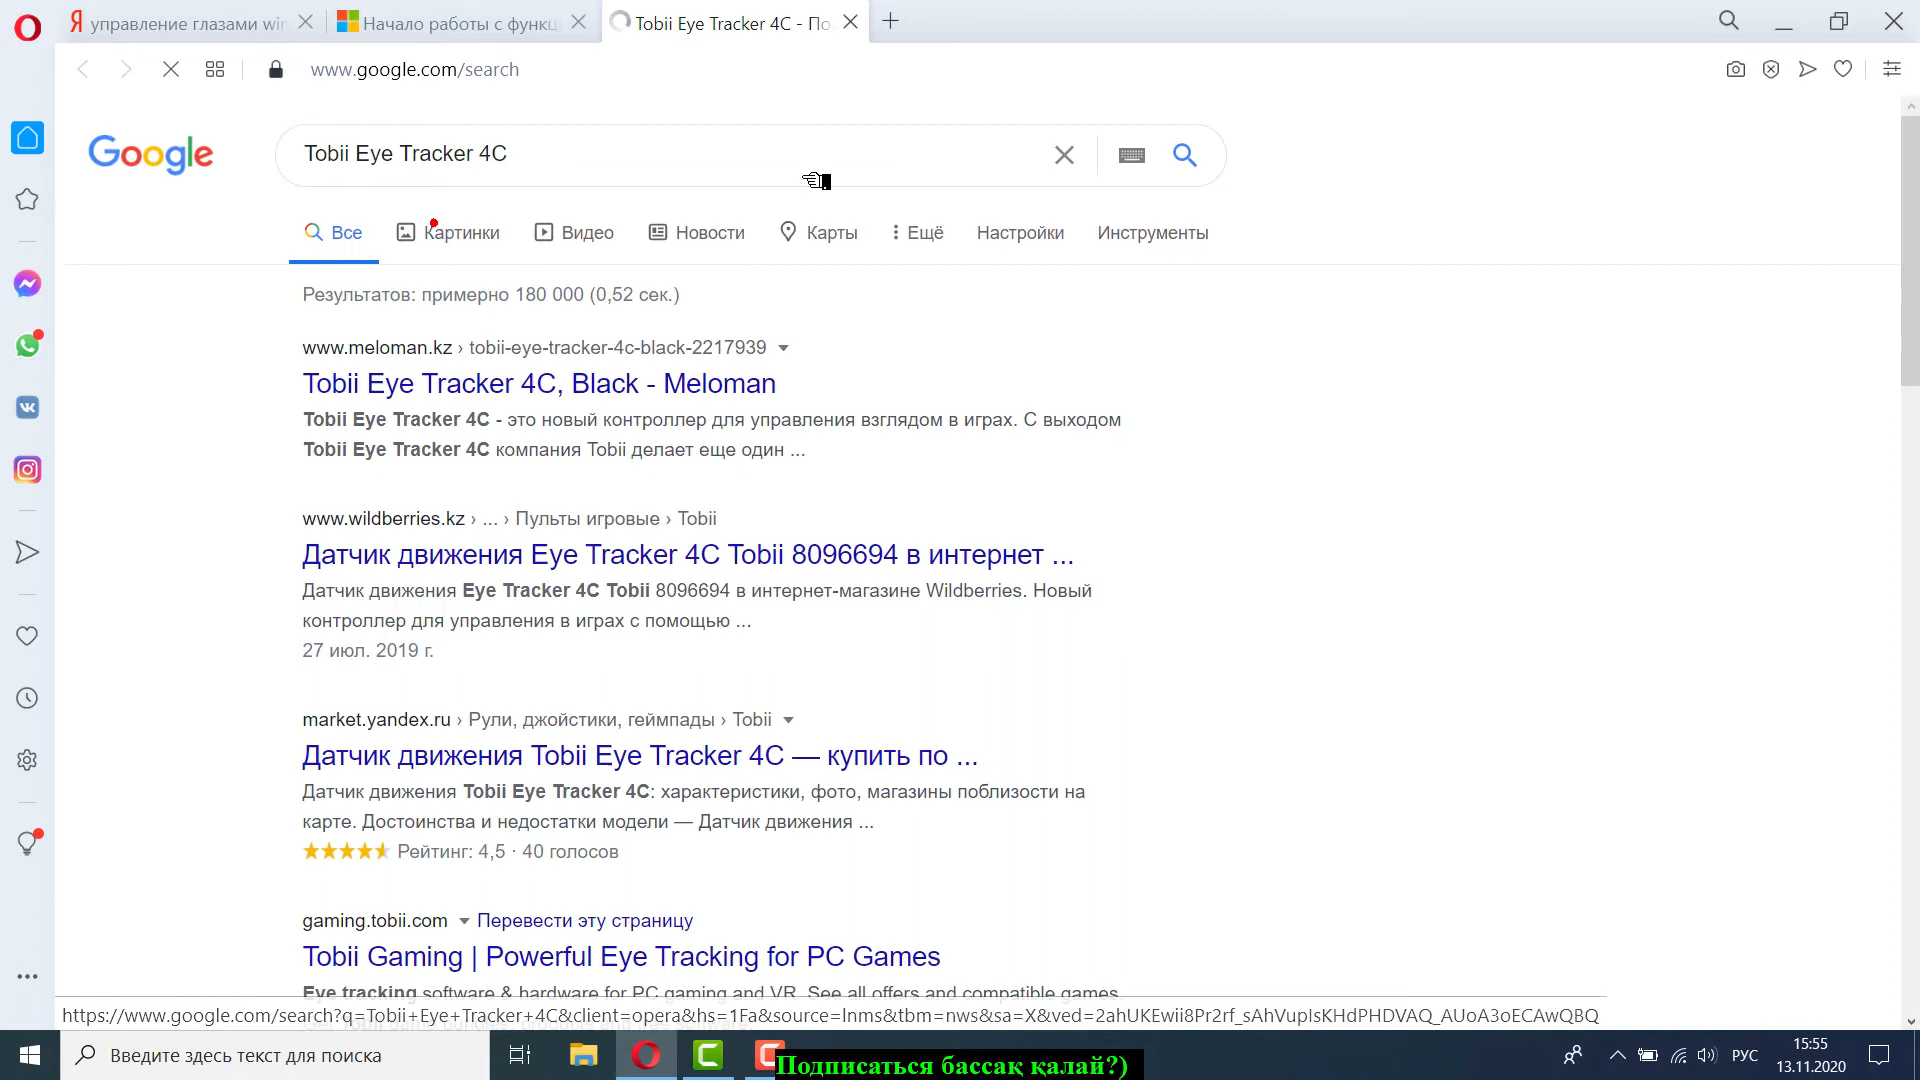 управление глазами win
Начало работы с функц
Tobii Eye Tracker 4C - По
www.google.com/search
Google
Tobii Eye Tracker 4C
Все
Картинки
Видео
Новости
Карты
Ещё
Настройки
Инструменты
Результатов: примерно 180 000 (0,52 сек.)
www.meloman.kz › tobii-eye-tracker-4c-black-2217939
Tobii Eye Tracker 4C, Black - Meloman
Tobii Eye Tracker 4C - это новый контроллер для управления взглядом в играх. С выходом
Tobii Eye Tracker 4C компания Tobii делает еще один ...
www.wildberries.kz › ... › Пульты игровые › Tobii
Датчик движения Eye Tracker 4C Tobii 8096694 в интернет ...
Датчик движения Eye Tracker 4C Tobii 8096694 в интернет-магазине Wildberries. Новый
контроллер для управления в играх с помощью ...
27 июл. 2019 г.
market.yandex.ru › Рули, джойстики, геймпады › Tobii
Датчик движения Tobii Eye Tracker 4C — купить по ...
Датчик движения Tobii Eye Tracker 4C: характеристики, фото, магазины поблизости на
карте. Достоинства и недостатки модели — Датчик движения ...
Рейтинг: 4,5 · 40 голосов
gaming.tobii.com
Перевести эту страницу
Tobii Gaming | Powerful Eye Tracking for PC Games
Eye tracking software & hardware for PC gaming and VR. See all offers and compatible games.
https://www.google.com/search?q=Tobii+Eye+Tracker+4C&client=opera&hs=1Fa&source=lnms&tbm=nws&sa=X&ved=2ahUKEwii8Pr2rf_sAhVupIsKHdPHDVAQ_AUoA3oECAwQBQ
Введите здесь текст для поиска
Подписаться бассақ қалай?)
РУС
15:55
13.11.2020